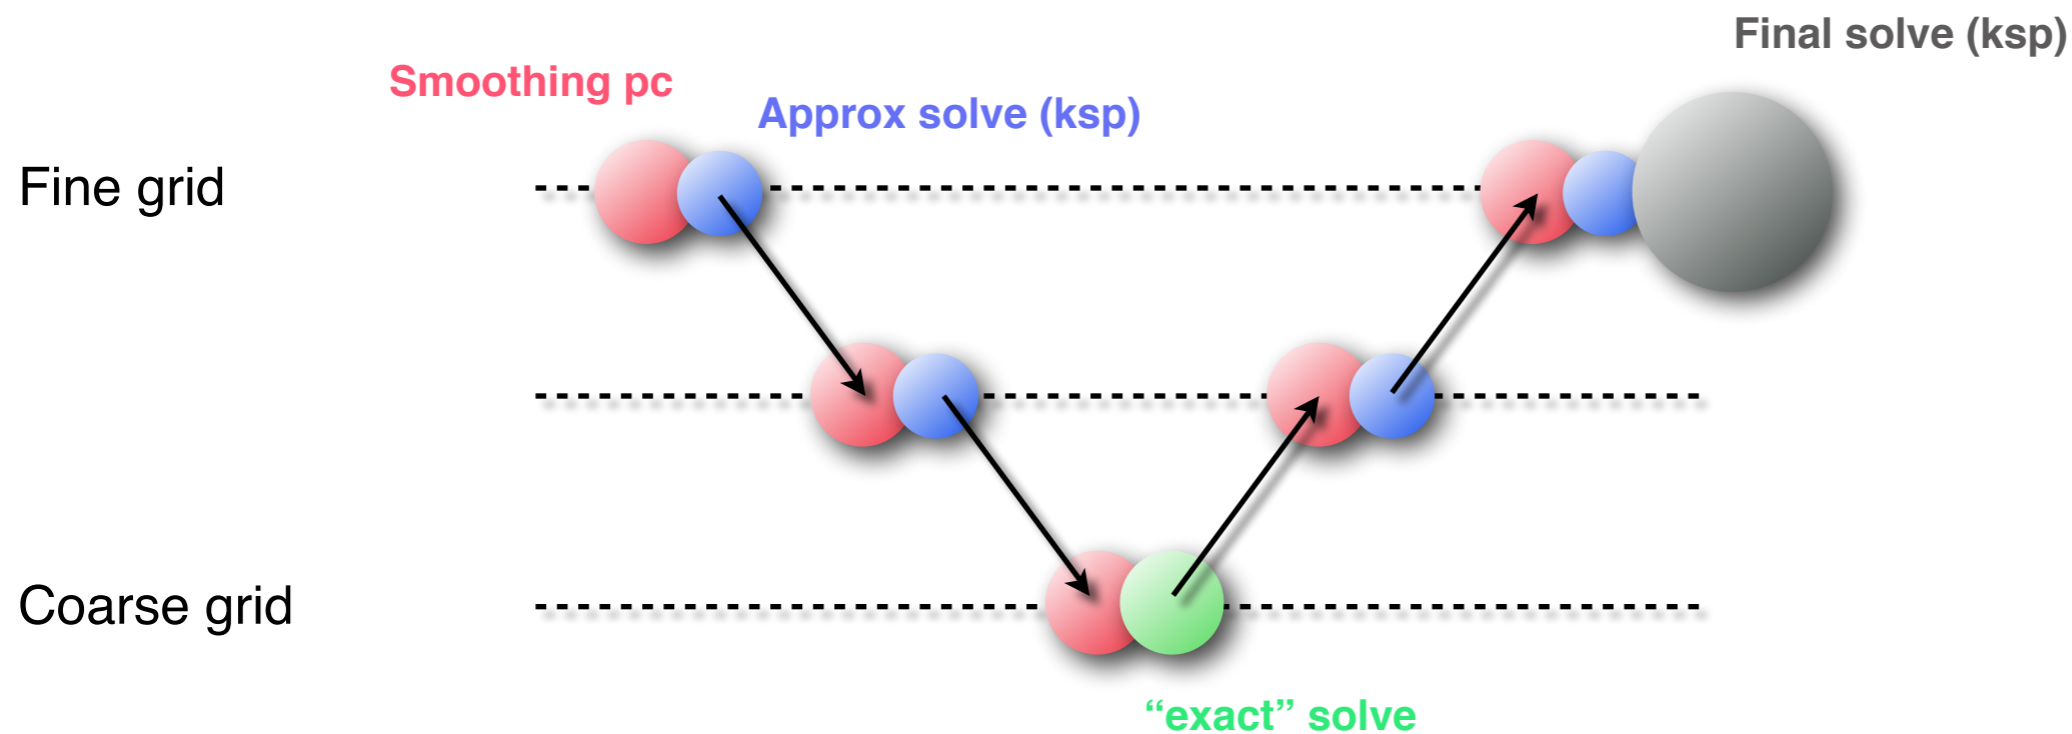 Final solve (ksp)
Smoothing pc
Approx solve (ksp)
Fine grid
Coarse grid
“exact” solve